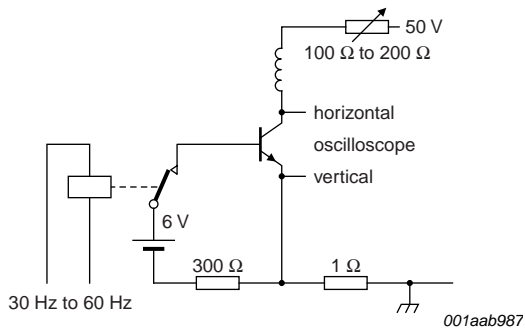 50 V
100 Ω to 200 Ω
horizontal
oscilloscope
vertical
6 V
300 Ω
1 Ω
30 Hz to 60 Hz
001aab987